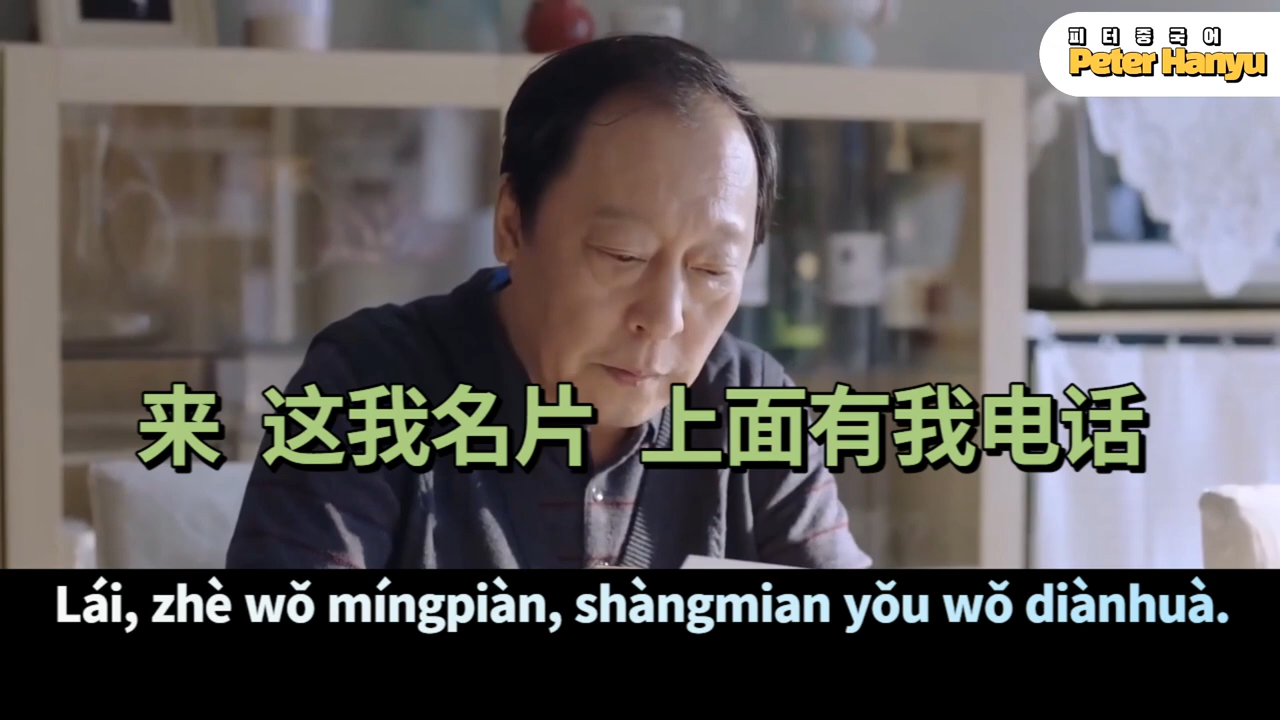 피터중국어
Peter Hanyu
来 这我名片 上面有我电话
Lái, zhè wǒ míngpiàn, shàngmian yǒu wǒ diànhuà.